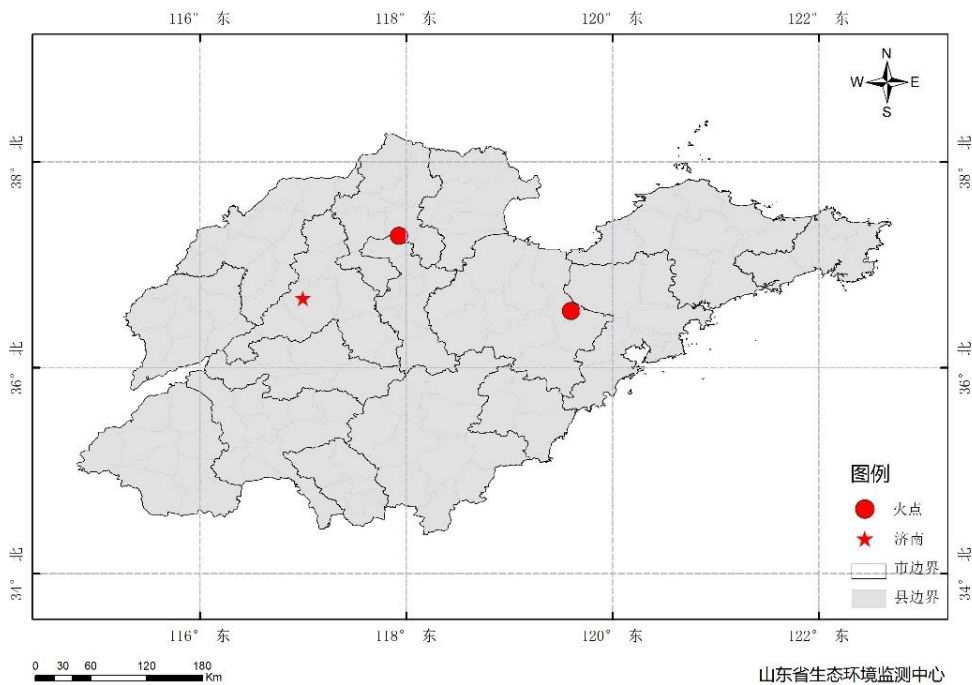 116° 东 118° 东 120° 东 122° 东
N
W E
S
38° 北
38° 北
36° 北
36° 北
34° 北
34° 北
图例
火点
济南
市边界
县边界
116° 东 118° 东 120° 东 122° 东
0 30 60 120 180
Km
山东省生态环境监测中心